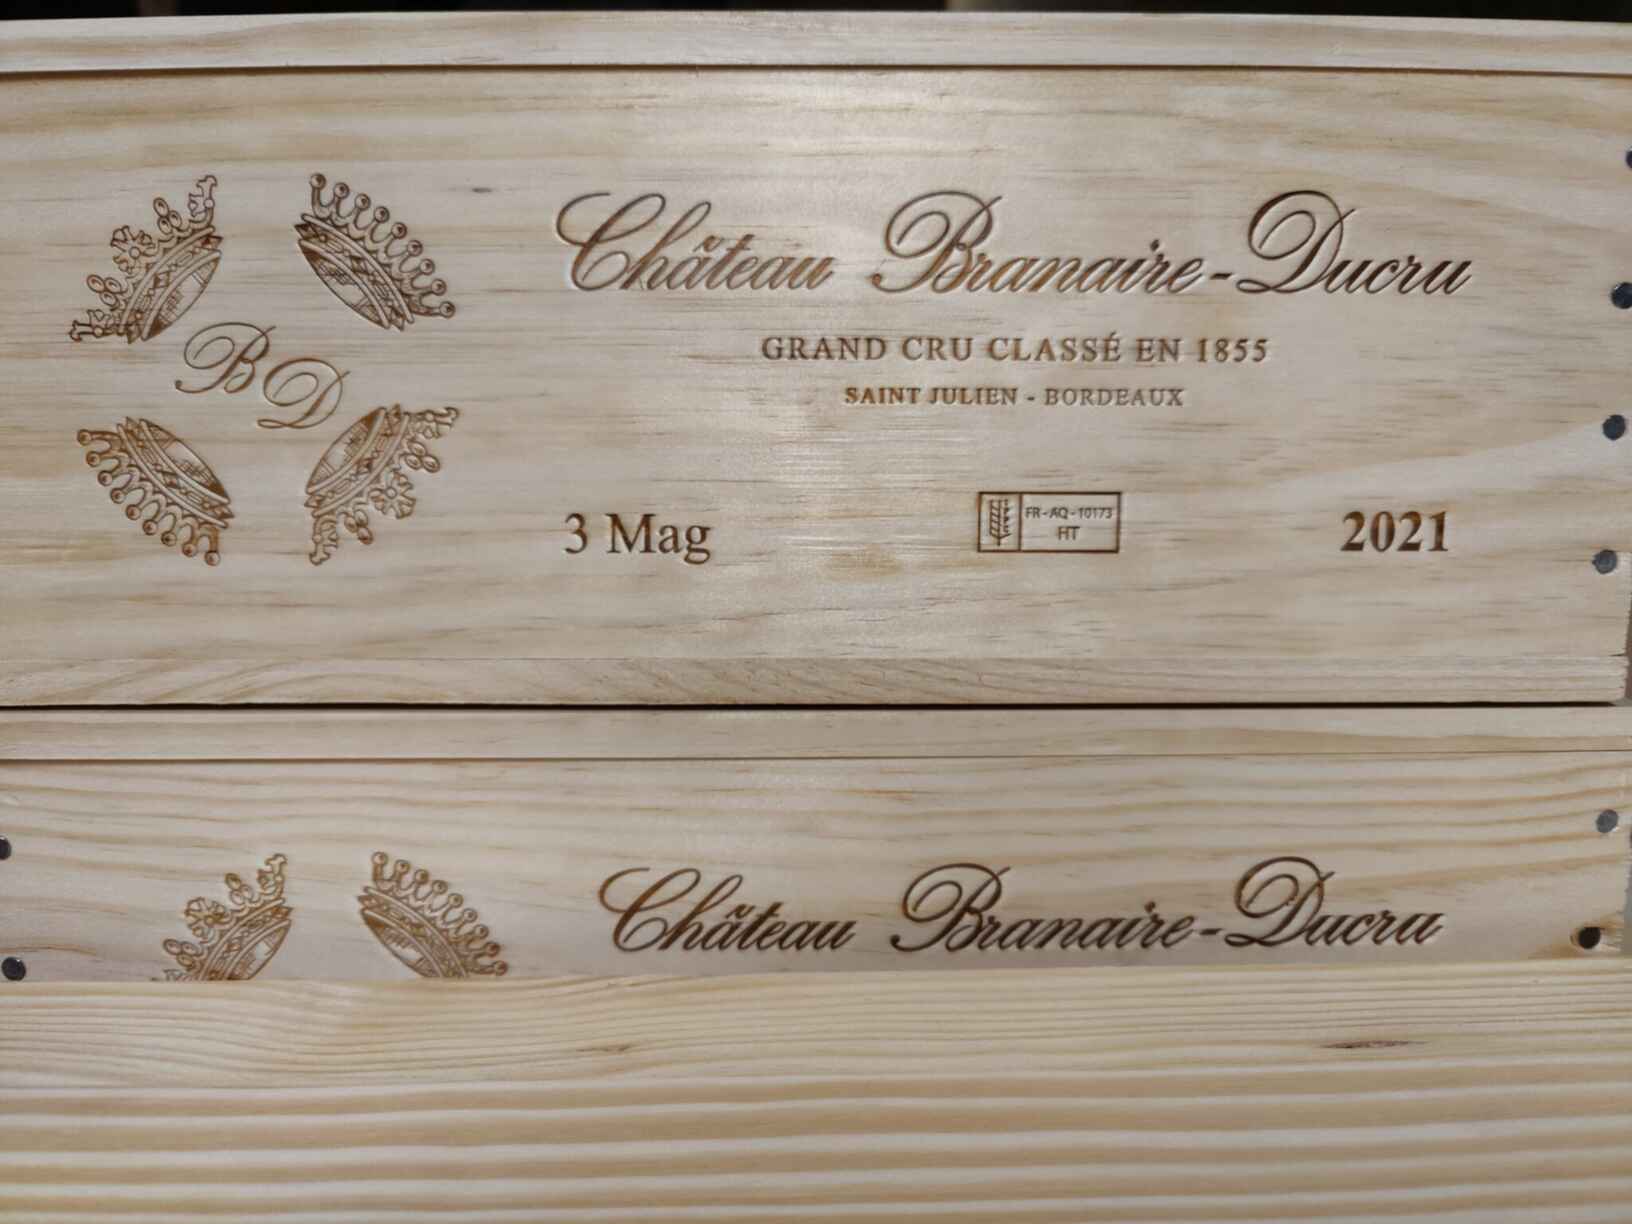 Château Branaire-Ducru
GRAND CRU CLASSÉ EN 1855
SAINT JULIEN - BORDEAUX
B D
3 Mag
FR-AQ-10173
HT
2021
Château Branaire-Ducru